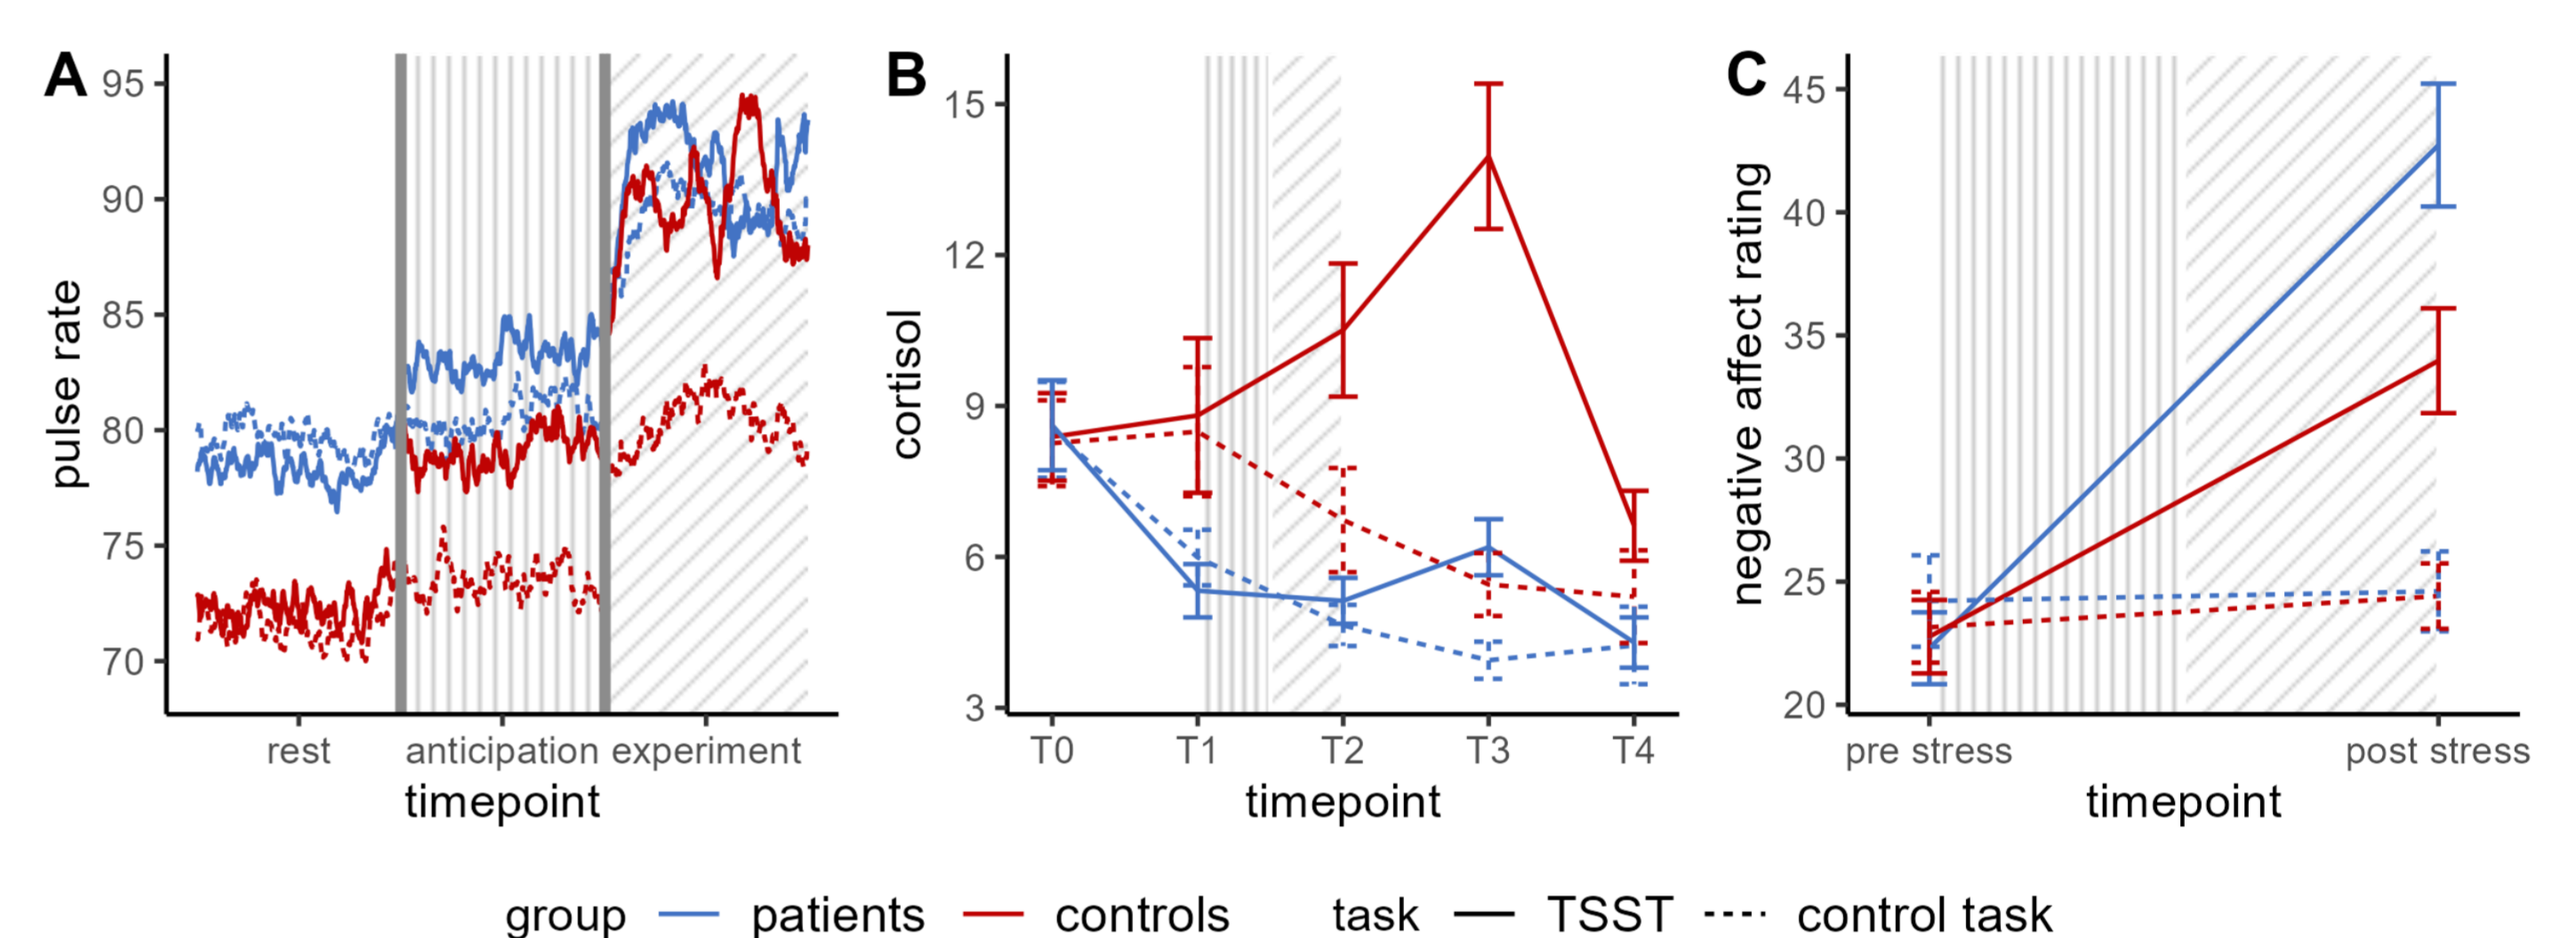 A
95
90
85
80
75
70
pulse rate
rest anticipation experiment
timepoint
B
15
12
9
6
3
cortisol
T0 T1 T2 T3 T4
timepoint
C
45
40
35
30
25
20
negative affect rating
pre stress post stress
timepoint
group patients controls task TSST control task